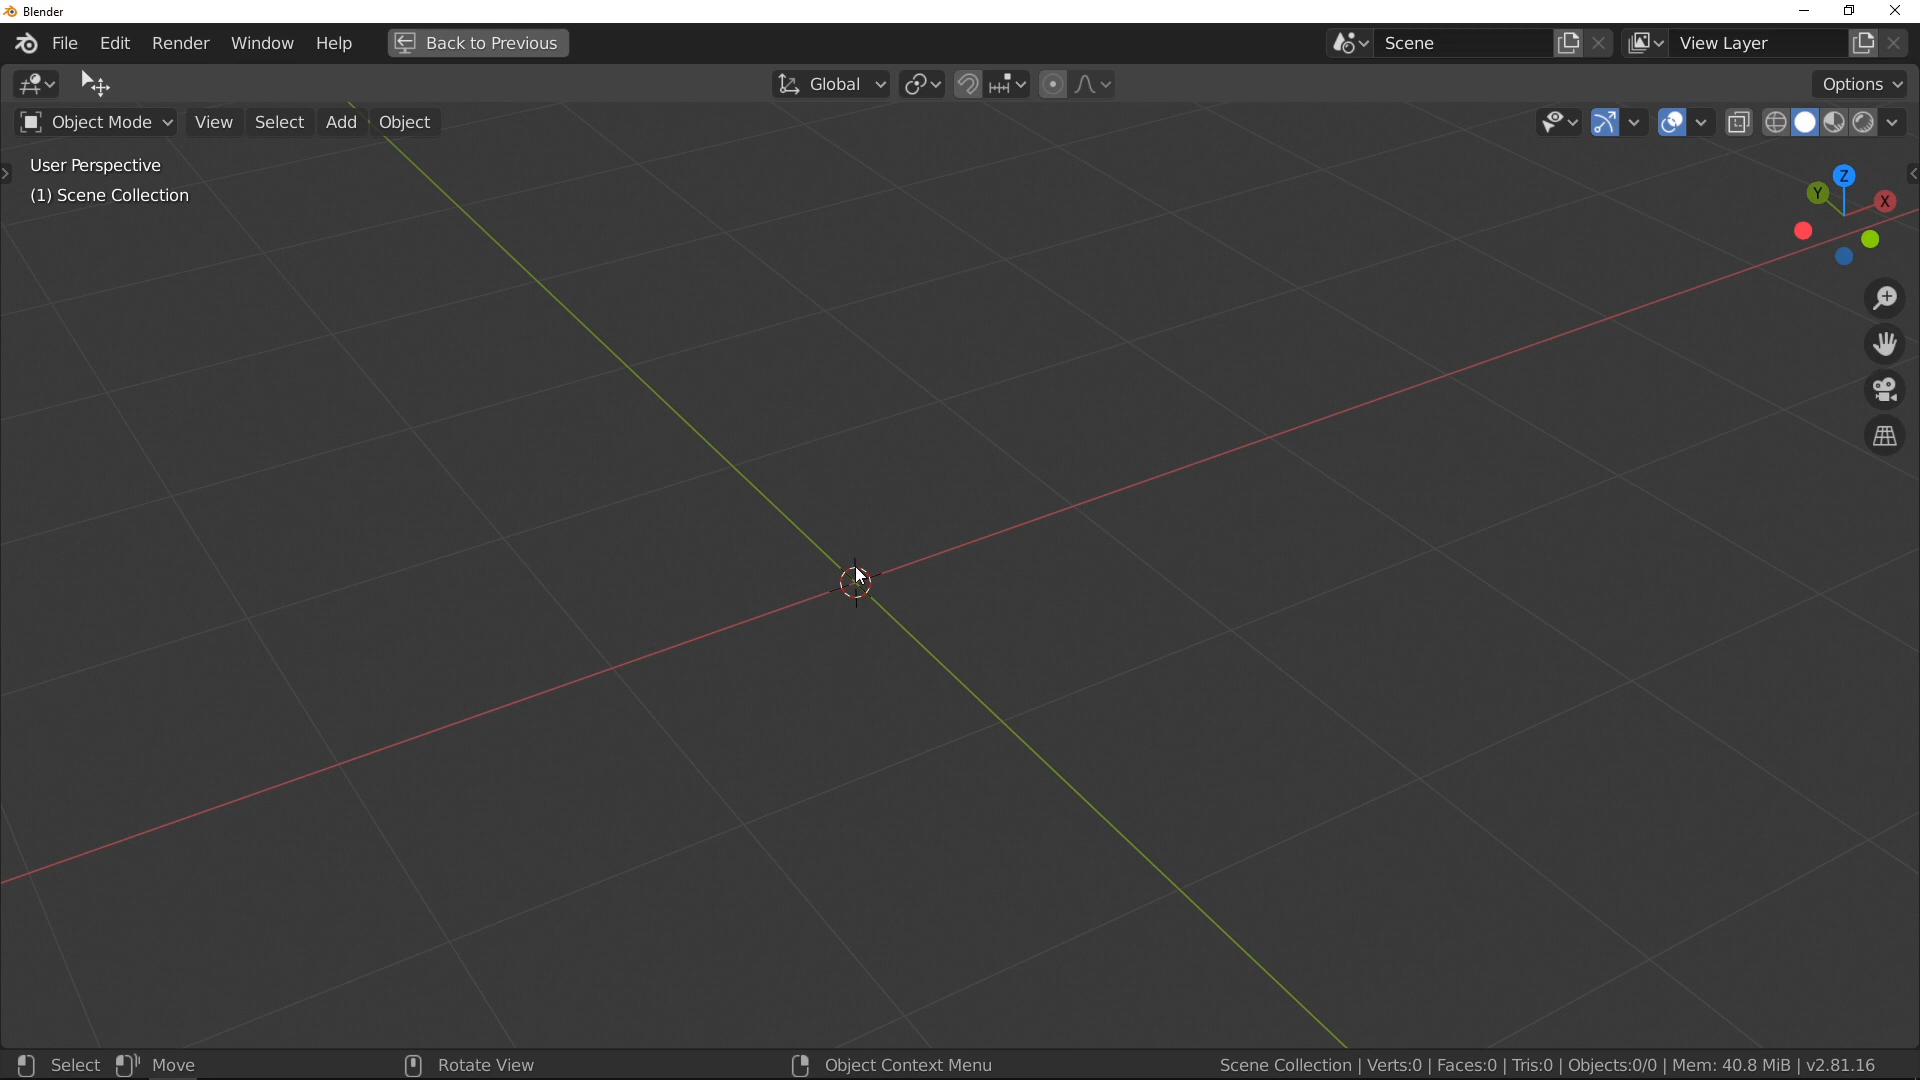 Blender
File Edit Render Window Help Back to Previous Scene View Layer
Global Options
Object Mode View Select Add Object
User Perspective
(1) Scene Collection
Z
Y
X
Select Move Rotate View Object Context Menu Scene Collection | Verts:0 | Faces:0 | Tris:0 | Objects:0/0 | Mem: 40.8 MiB | v2.81.16